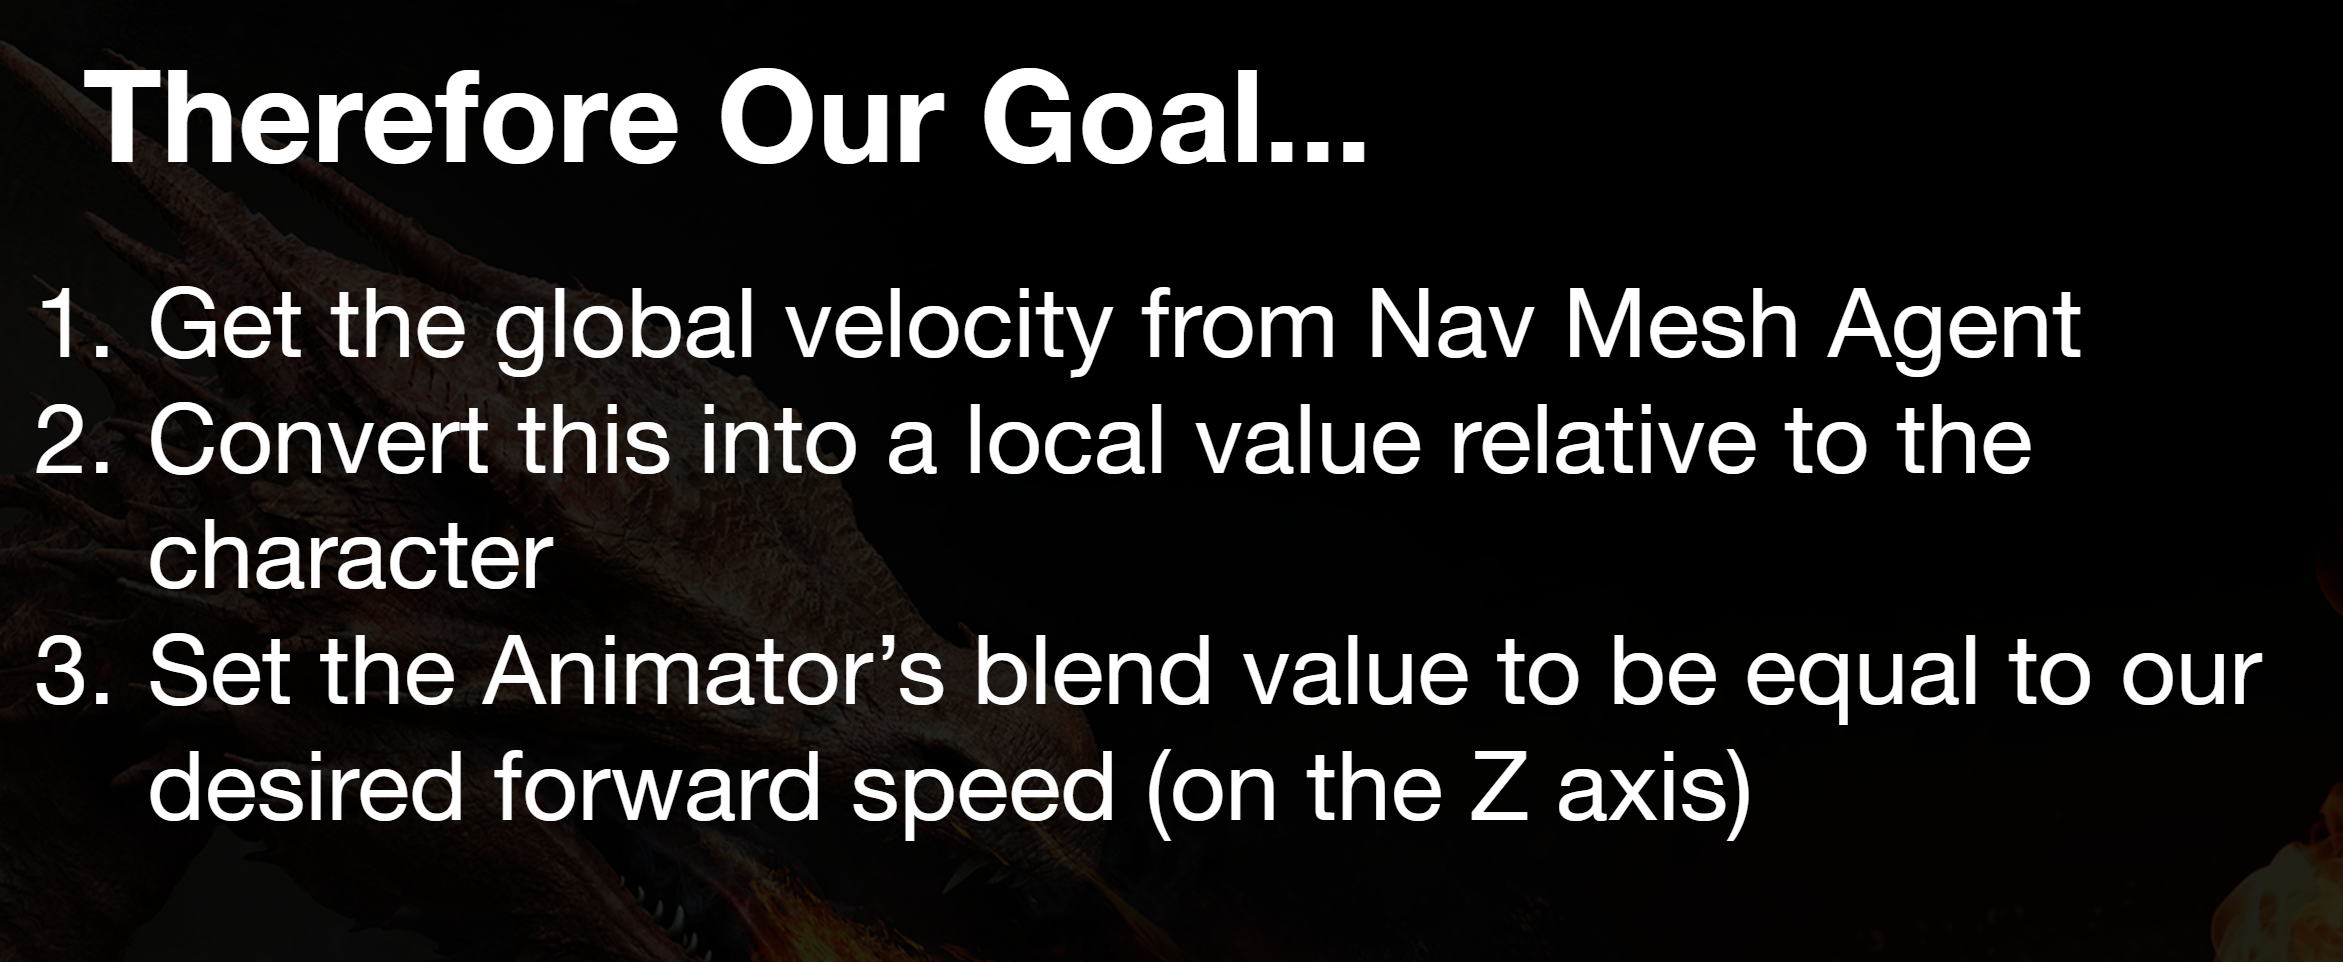 Therefore Our Goal...
1. Get the global velocity from Nav Mesh Agent
2. Convert this into a local value relative to the
character
3. Set the Animator’s blend value to be equal to our
desired forward speed (on the Z axis)